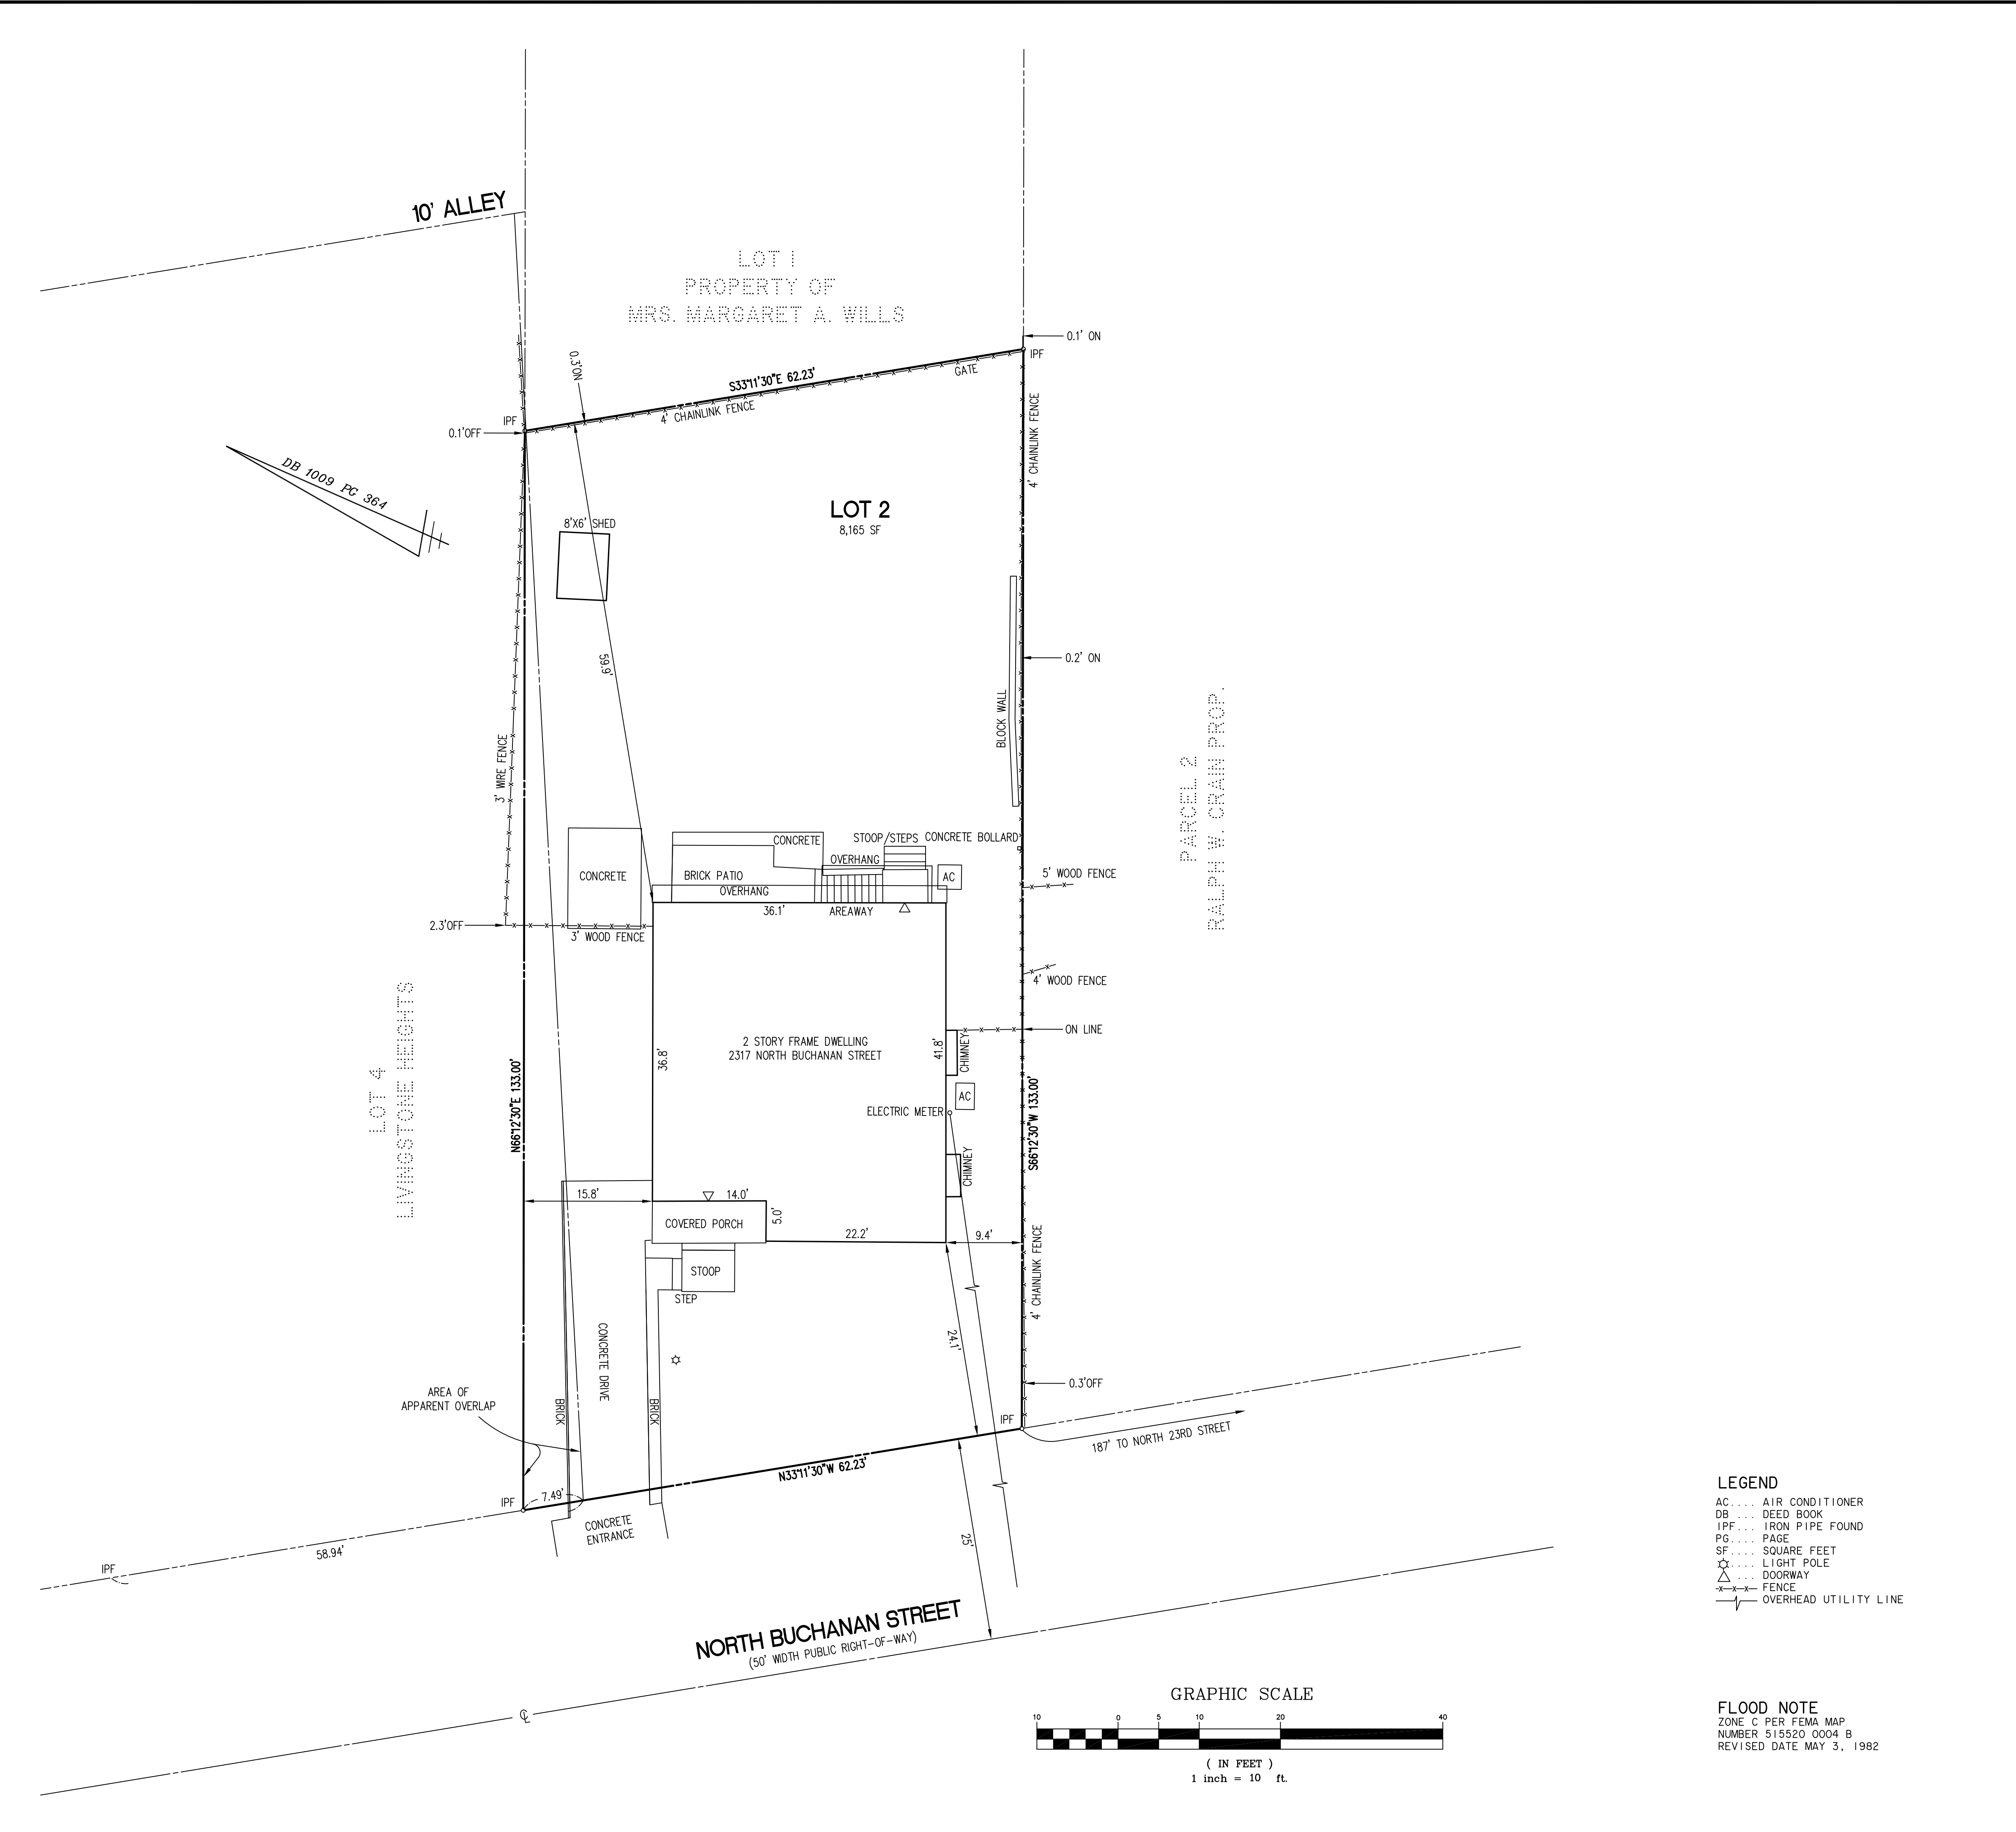 10' ALLEY
LOT 1
PROPERTY OF
MRS. MARGARET A. WILLS
0.1' ON
IPF
0.3'ON
S33°11'30"E 62.23'
GATE
4' CHAINLINK FENCE
IPF
0.1'OFF
4' CHAINLINK FENCE
DB 1009 PG 364
LOT 2
8,165 SF
8'X6' SHED
59.9'
0.2' ON
BLOCK WALL
PARCEL 2
RALPH W. CRAIN PROP.
3' WIRE FENCE
CONCRETE
STOOP/STEPS
CONCRETE BOLLARD
OVERHANG
CONCRETE
BRICK PATIO
AC
5' WOOD FENCE
OVERHANG
36.1'
AREAWAY
2.3'OFF
3' WOOD FENCE
4' WOOD FENCE
LOT 4
LIVINGSTONE HEIGHTS
ON LINE
2 STORY FRAME DWELLING
2317 NORTH BUCHANAN STREET
36.8'
41.8'
CHIMNEY
AC
N66°12'30"E 133.00'
S66°12'30"W 133.00'
ELECTRIC METER
CHIMNEY
15.8'
14.0'
COVERED PORCH
5.0'
22.2'
9.4'
STOOP
STEP
4' CHAINLINK FENCE
CONCRETE DRIVE
24.1'
0.3'OFF
AREA OF
APPARENT OVERLAP
BRICK
BRICK
IPF
187' TO NORTH 23RD STREET
N33°11'30"W 62.23'
IPF
7.49'
CONCRETE
ENTRANCE
25'
58.94'
IPF
NORTH BUCHANAN STREET
(50' WIDTH PUBLIC RIGHT-OF-WAY)
CL
GRAPHIC SCALE
10 0 5 10 20 40
( IN FEET )
1 inch = 10 ft.
LEGEND
AC.... AIR CONDITIONER
DB ... DEED BOOK
IPF... IRON PIPE FOUND
PG.... PAGE
SF.... SQUARE FEET
.... LIGHT POLE
... DOORWAY
-x-x-x- FENCE
OVERHEAD UTILITY LINE
FLOOD NOTE
ZONE C PER FEMA MAP
NUMBER 515520 0004 B
REVISED DATE MAY 3, 1982